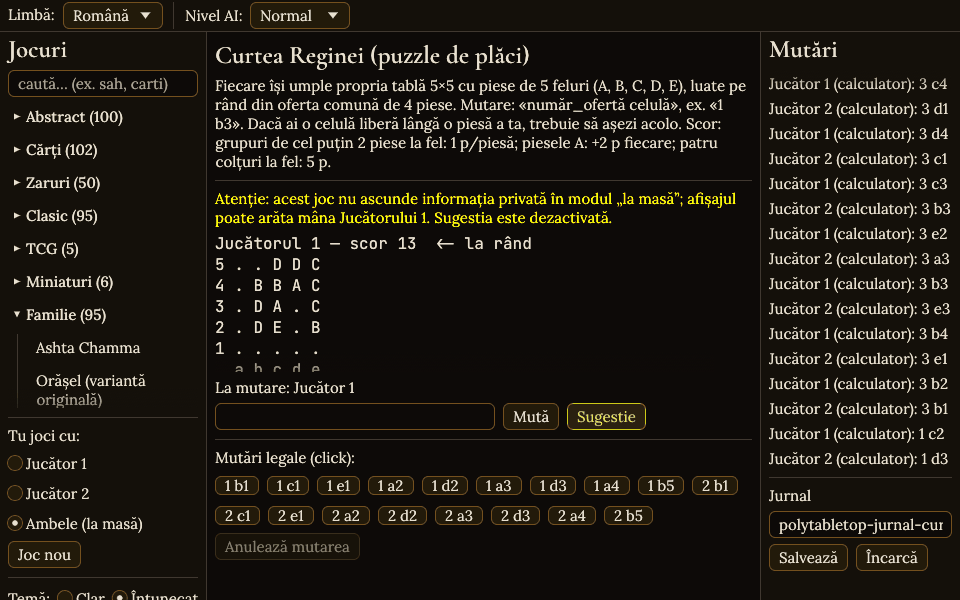 Limbă:
Română
Nivel AI:
Normal
Jocuri
caută... (ex. sah, carti)
Abstract (100)
Cărți (102)
Zaruri (50)
Clasic (95)
TCG (5)
Miniaturi (6)
Familie (95)
Ashta Chamma
Orășel (variantă
originală)
Tu joci cu:
Jucător 1
Jucător 2
Ambele (la masă)
Joc nou
Temă:
Clar
Întunecat
Curtea Reginei (puzzle de plăci)
Fiecare își umple propria tablă 5×5 cu piese de 5 feluri (A, B, C, D, E), luate pe
rând din oferta comună de 4 piese. Mutare: «număr_ofertă celulă», ex. «1
b3». Dacă ai o celulă liberă lângă o piesă a ta, trebuie să așezi acolo. Scor:
grupuri de cel puțin 2 piese la fel: 1 p/piesă; piesele A: +2 p fiecare; patru
colțuri la fel: 5 p.
Atenție: acest joc nu ascunde informația privată în modul „la masă”; afișajul
poate arăta mâna Jucătorului 1. Sugestia este dezactivată.
Jucătorul 1 — scor 13 ← la rând
5 . . D D C
4 . B B A C
3 . D A . C
2 . D E . B
1 . . . . .
a b c d e
La mutare: Jucător 1
Mută
Sugestie
Mutări legale (click):
1 b1
1 c1
1 e1
1 a2
1 d2
1 a3
1 d3
1 a4
1 b5
2 b1
2 c1
2 e1
2 a2
2 d2
2 a3
2 d3
2 a4
2 b5
Anulează mutarea
Mutări
Jucător 1 (calculator): 3 c4
Jucător 2 (calculator): 3 d1
Jucător 1 (calculator): 3 d4
Jucător 2 (calculator): 3 c1
Jucător 1 (calculator): 3 c3
Jucător 2 (calculator): 3 b3
Jucător 1 (calculator): 3 e2
Jucător 2 (calculator): 3 a3
Jucător 1 (calculator): 3 b3
Jucător 2 (calculator): 3 e3
Jucător 1 (calculator): 3 b4
Jucător 2 (calculator): 3 e1
Jucător 1 (calculator): 3 b2
Jucător 2 (calculator): 3 b1
Jucător 1 (calculator): 1 c2
Jucător 2 (calculator): 1 d3
Jurnal
polytabletop-jurnal-cur
Salvează
Încarcă